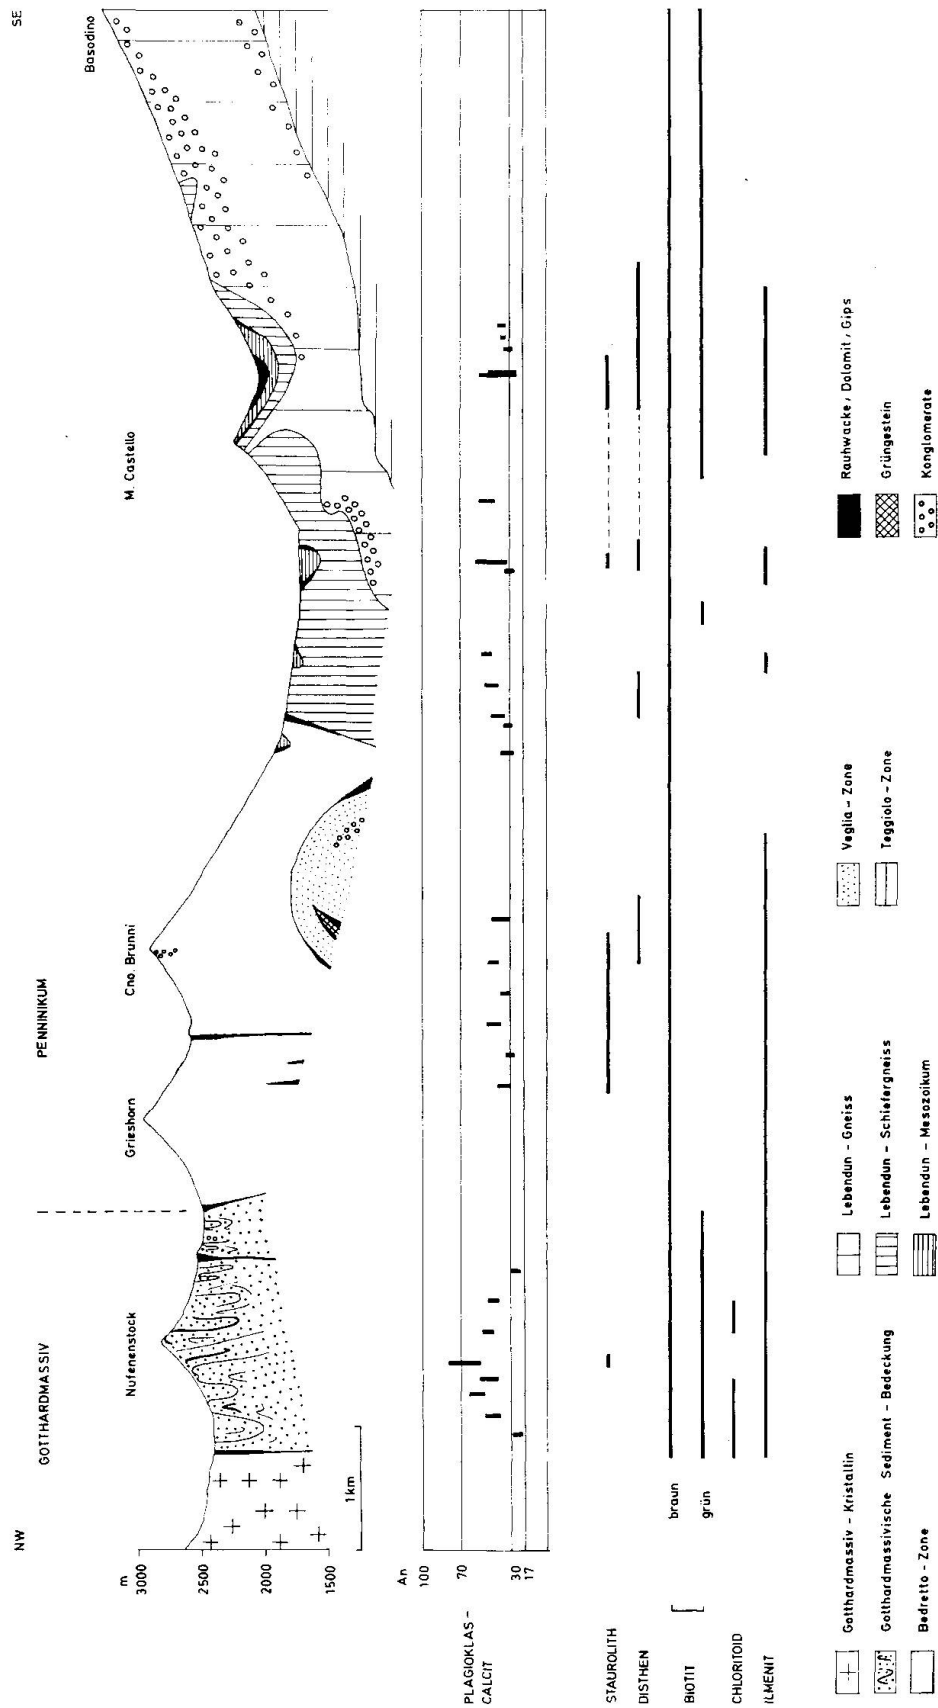 NW
SE
GOTTHARDMASSIV
PENNINIKUM
Nufenenstock
Grieshorn
Cno. Brunni
M. Castello
Basodino
m
3000
2500
2000
1500
1 km
PLAGIOKLAS -
CALCIT
An
100
70
30
17
STAUROLITH
DISTHEN
BIOTIT
braun
grün
CHLORITOID
ILMENIT
Gotthardmassiv - Kristallin
Gotthardmassivische Sediment - Bedeckung
Bedretto - Zone
Lebendun - Gneiss
Lebendun - Schiefergneiss
Lebendun - Mesozoikum
Veglia - Zone
Teggiolo - Zone
Rauhwacke / Dolomit / Gips
Grüngestein
Konglomerate